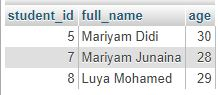 student_id full_name age
5 Mariyam Didi 30
7 Mariyam Junaina 28
8 Luya Mohamed 29